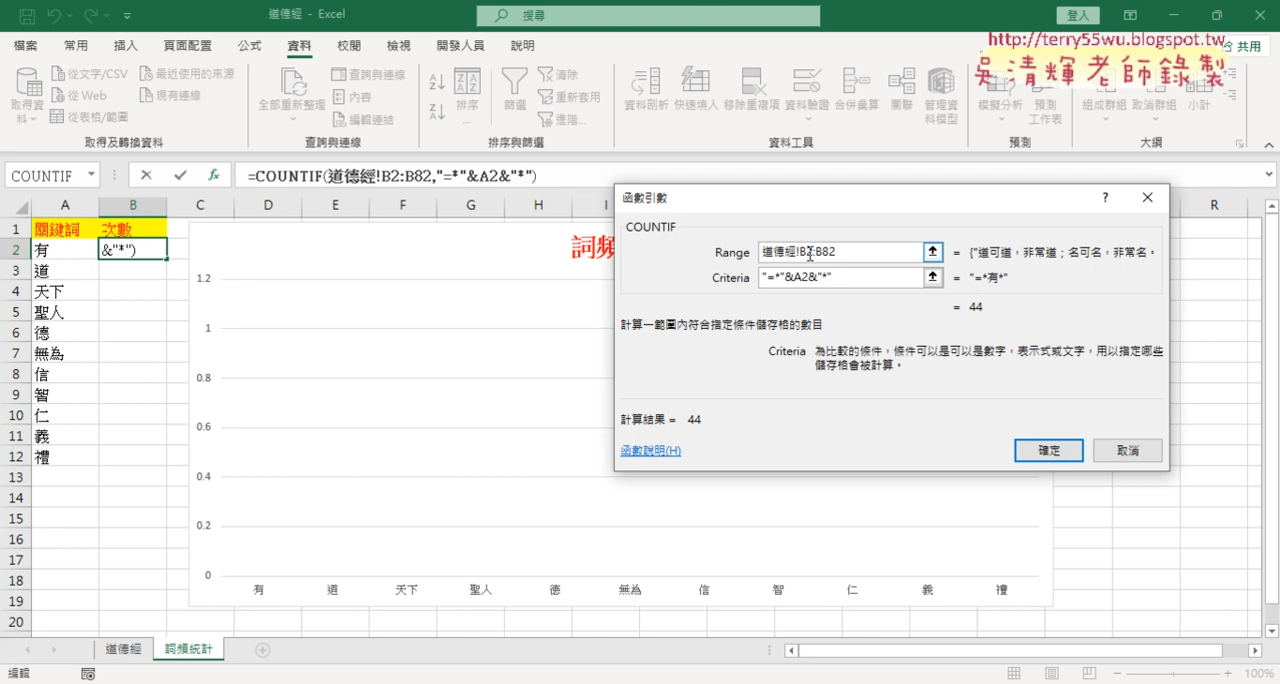 道德經 - Excel
搜尋
登入
檔案 常用 插入 頁面配置 公式 資料 校閱 檢視 開發人員 說明
共用
http://terry55wu.blogspot.tw
吳清輝老師錄製
取得資料
從文字/CSV
從 Web
從表格/範圍
最近使用的來源
現有連線
取得及轉換資料
全部重新整理
查詢與連線
內容
編輯連結
查詢與連線
排序
篩選
清除
重新套用
進階...
排序與篩選
資料剖析 快速填入 移除重複項 資料驗證 合併彙算 關聯 管理資料模型
資料工具
模擬分析 預測工作表
預測
組成群組 取消群組 小計
大綱
COUNTIF
fx
=COUNTIF(道德經!B2:B82,"=*"&A2&"*")
A B C D E F G H I R
1 關鍵詞 次數
2 有 &"*")
3 道
4 天下
5 聖人
6 德
7 無為
8 信
9 智
10 仁
11 義
12 禮
13
14
15
16
17
18
19
20
詞頻
1.2
1
0.8
0.6
0.4
0.2
0
有 道 天下 聖人 德 無為 信 智 仁 義 禮
函數引數
? ×
COUNTIF
Range 道德經!B2:B82 = {"道可道，非常道；名可名，非常名。
Criteria "=*"&A2&"*" = "=*有*"
= 44
計算一範圍內符合指定條件儲存格的數目
Criteria 為比較的條件，條件可以是可以是數字，表示式或文字，用以指定哪些
儲存格會被計算。
計算結果 = 44
函數說明(H)
確定 取消
道德經 詞頻統計
編輯
100%